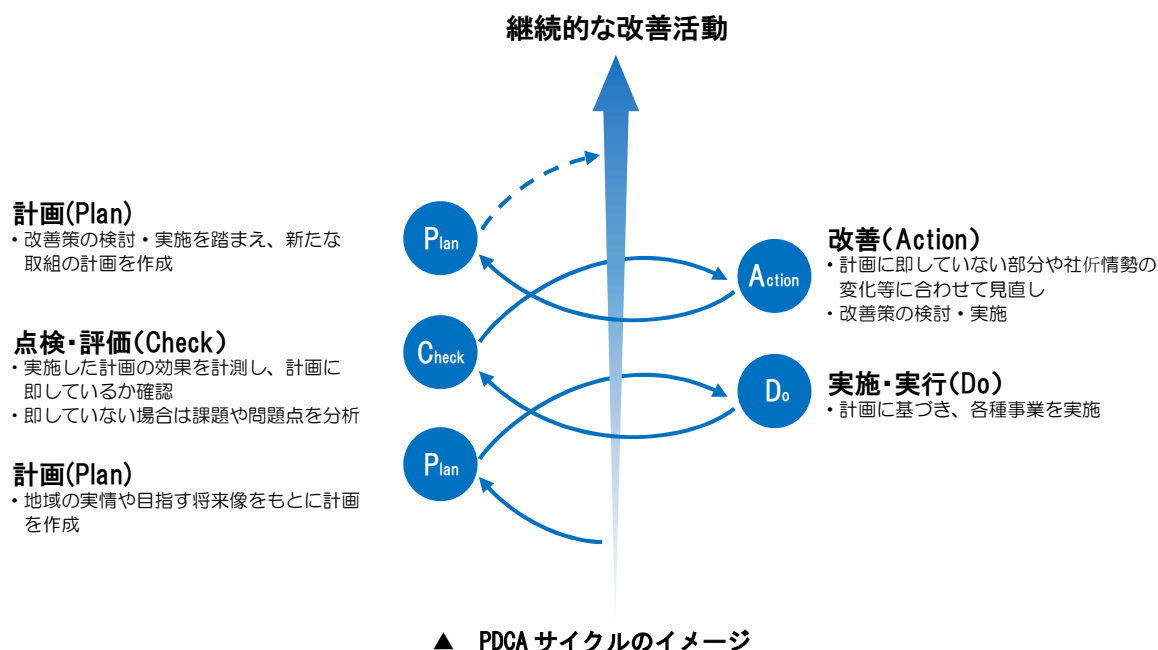 継続的な改善活動
計画(Plan)
・改善策の検討・実施を踏まえ、新たな
取組の計画を作成
Plan
Action
改善(Action)
・計画に即していない部分や情勢の
変化等に合わせて見直し
・改善策の検討・実施
点検・評価(Check)
・実施した計画の効果を計測し、計画に
即しているか確認
・即していない場合は課題や問題点を分析
Check
Do
実施・実行(Do)
・計画に基づき、各種事業を実施
計画(Plan)
・地域の実情や目指す将来像をもとに計画
を作成
Plan
▲ PDCA サイクルのイメージ